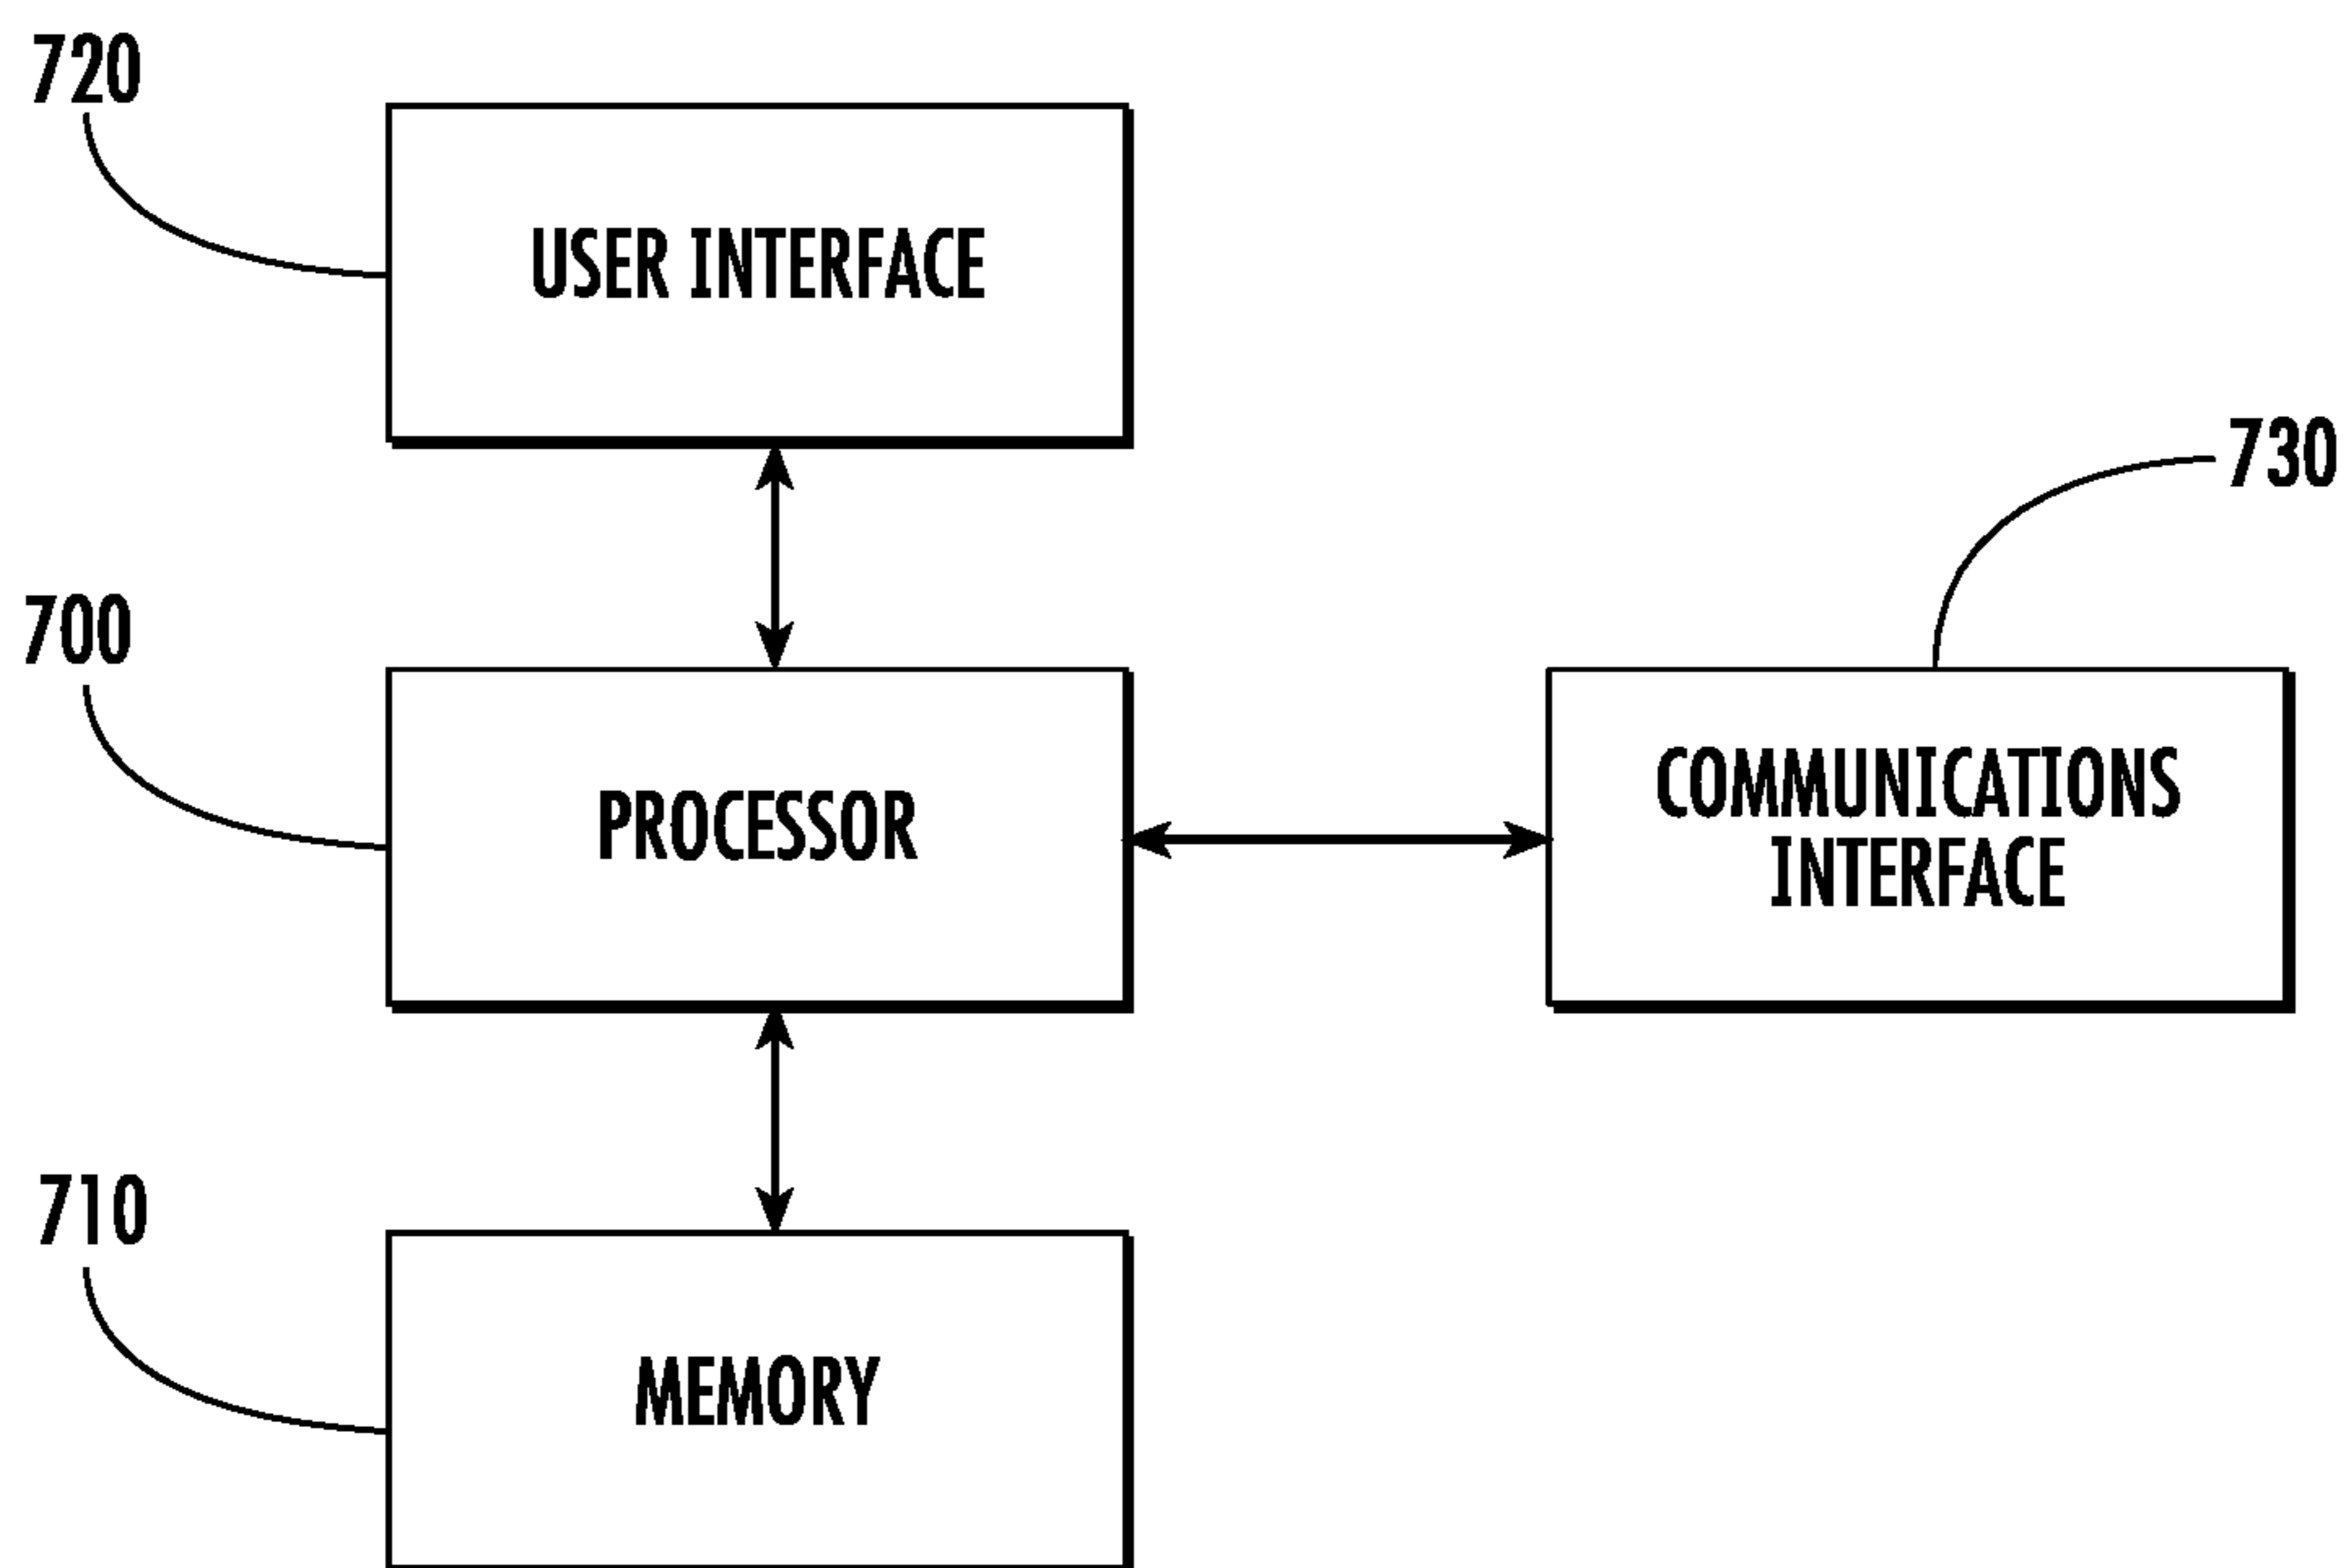 720
USER INTERFACE
730
700
PROCESSOR
COMMUNICATIONS
INTERFACE
710
MEMORY